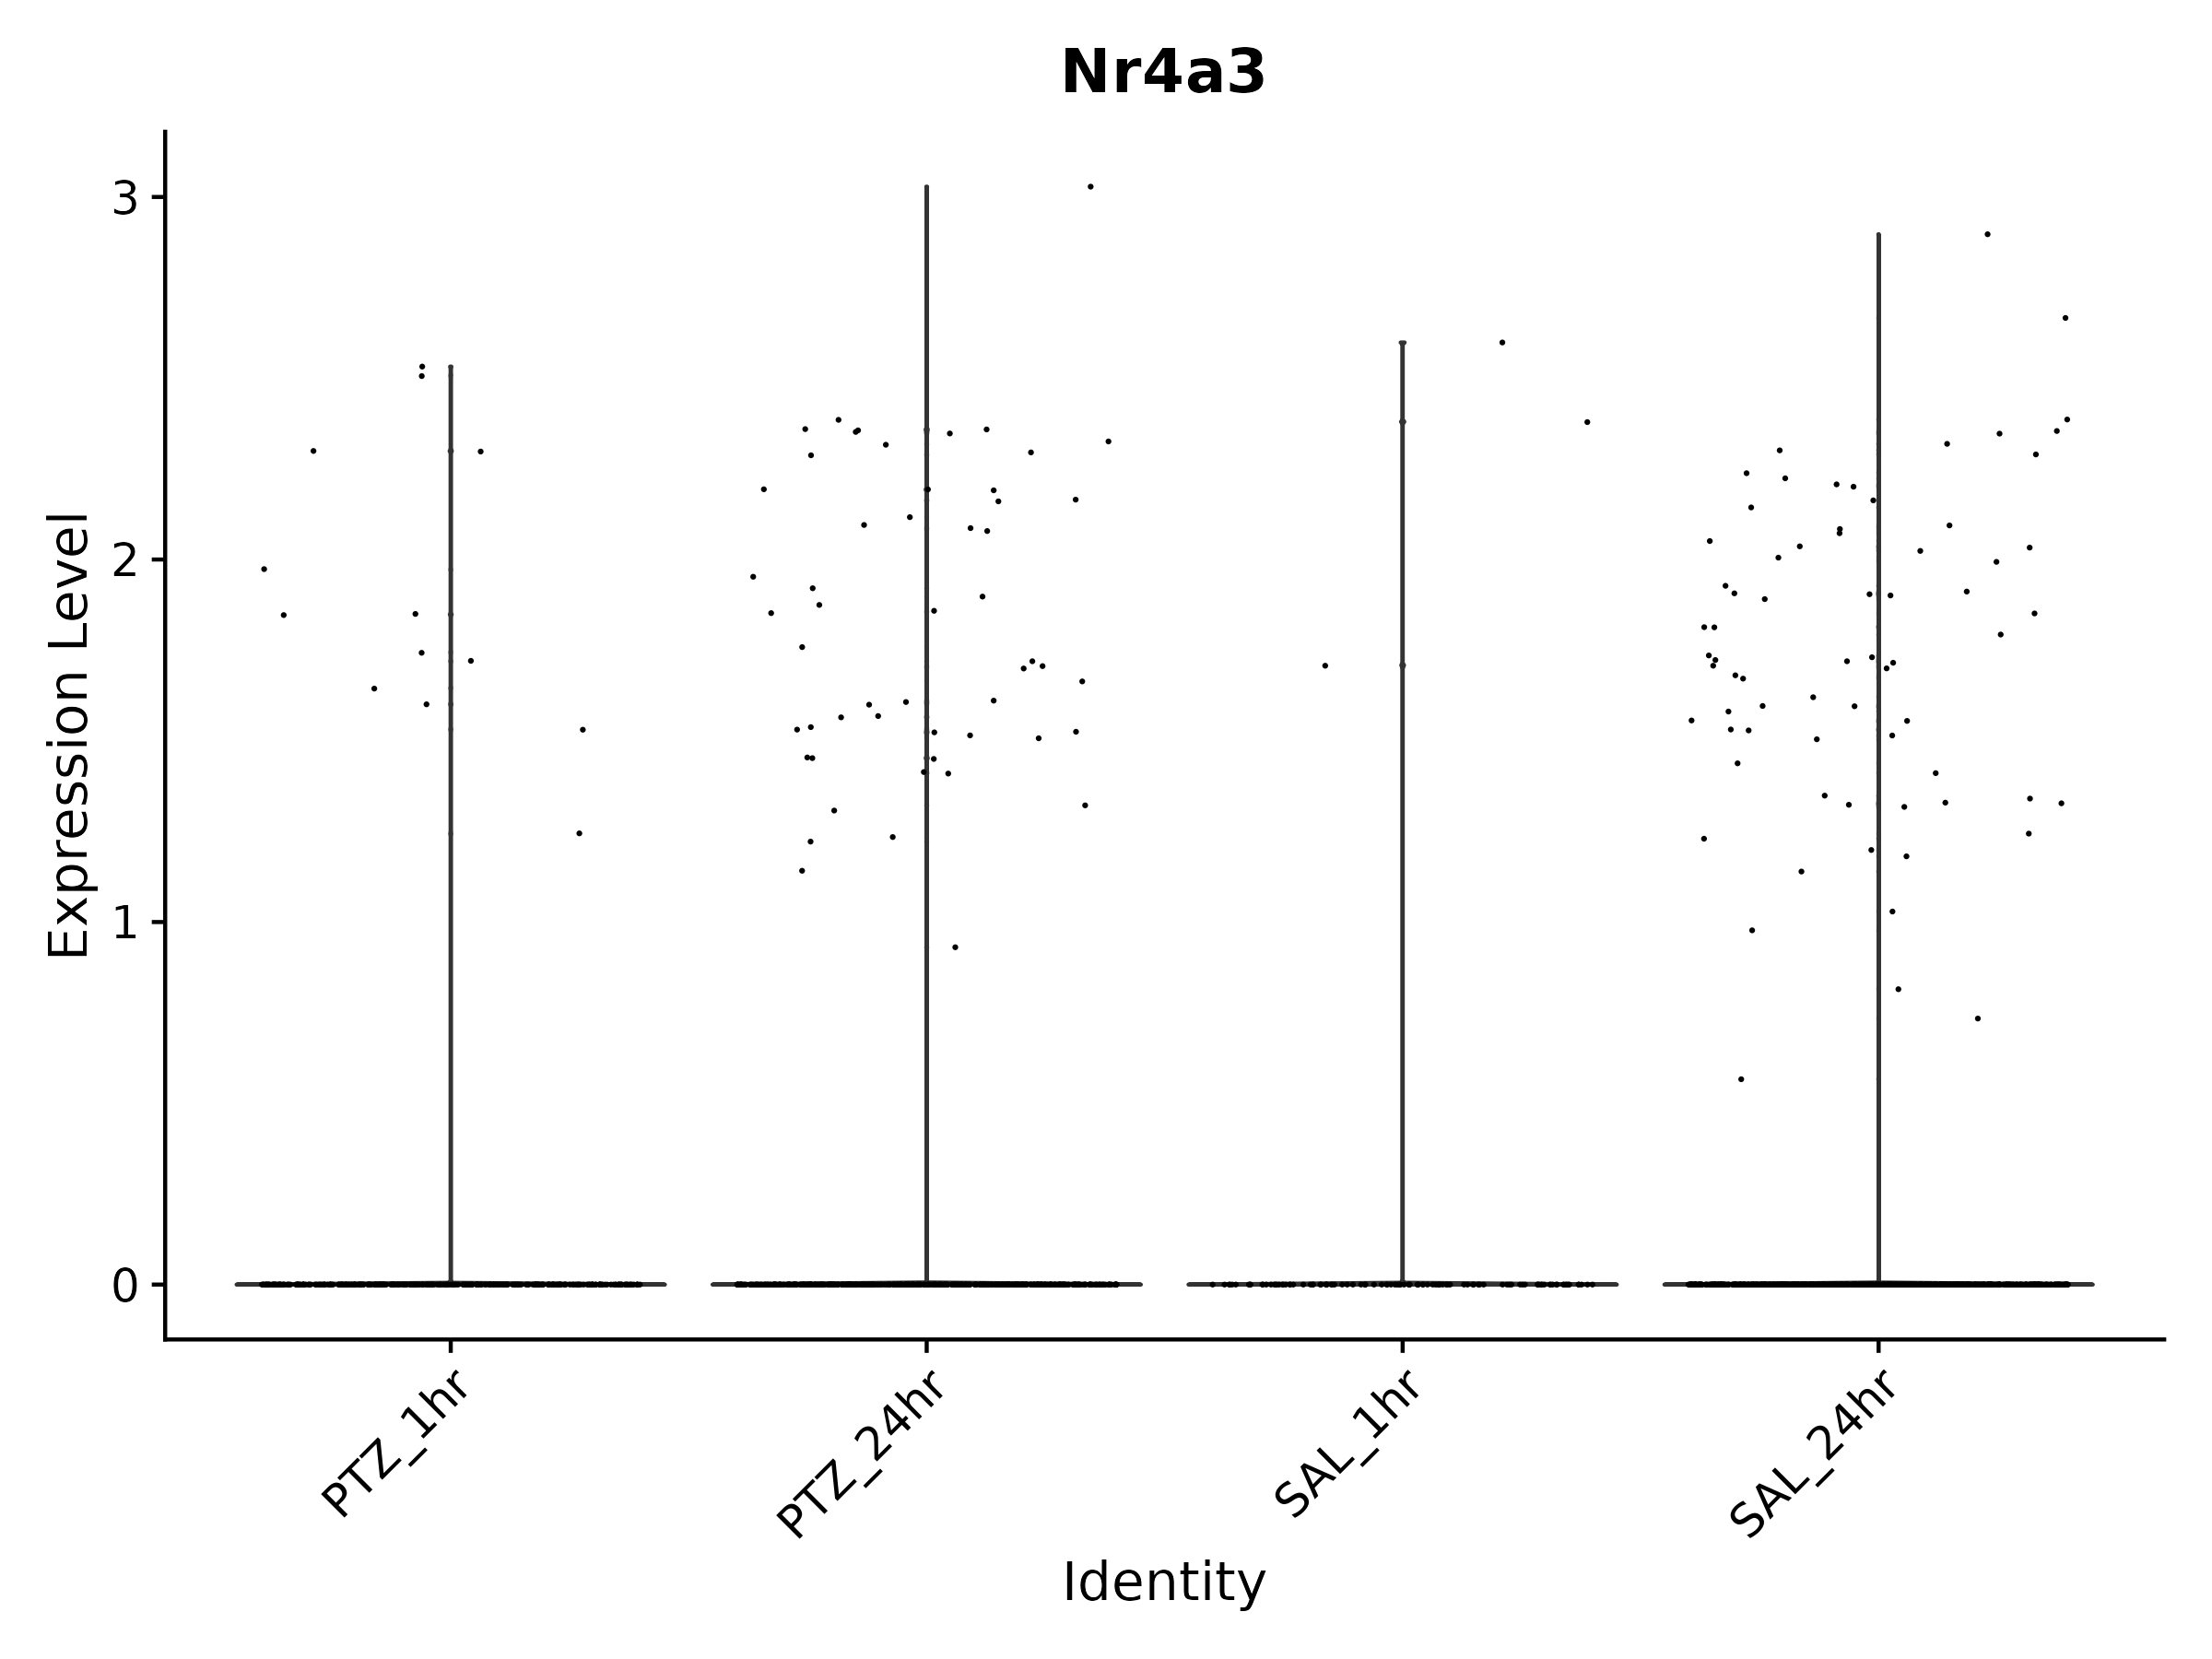 Nr4a3
Expression Level
3
2
1
0
PTZ_1hr
PTZ_24hr
SAL_1hr
SAL_24hr
Identity